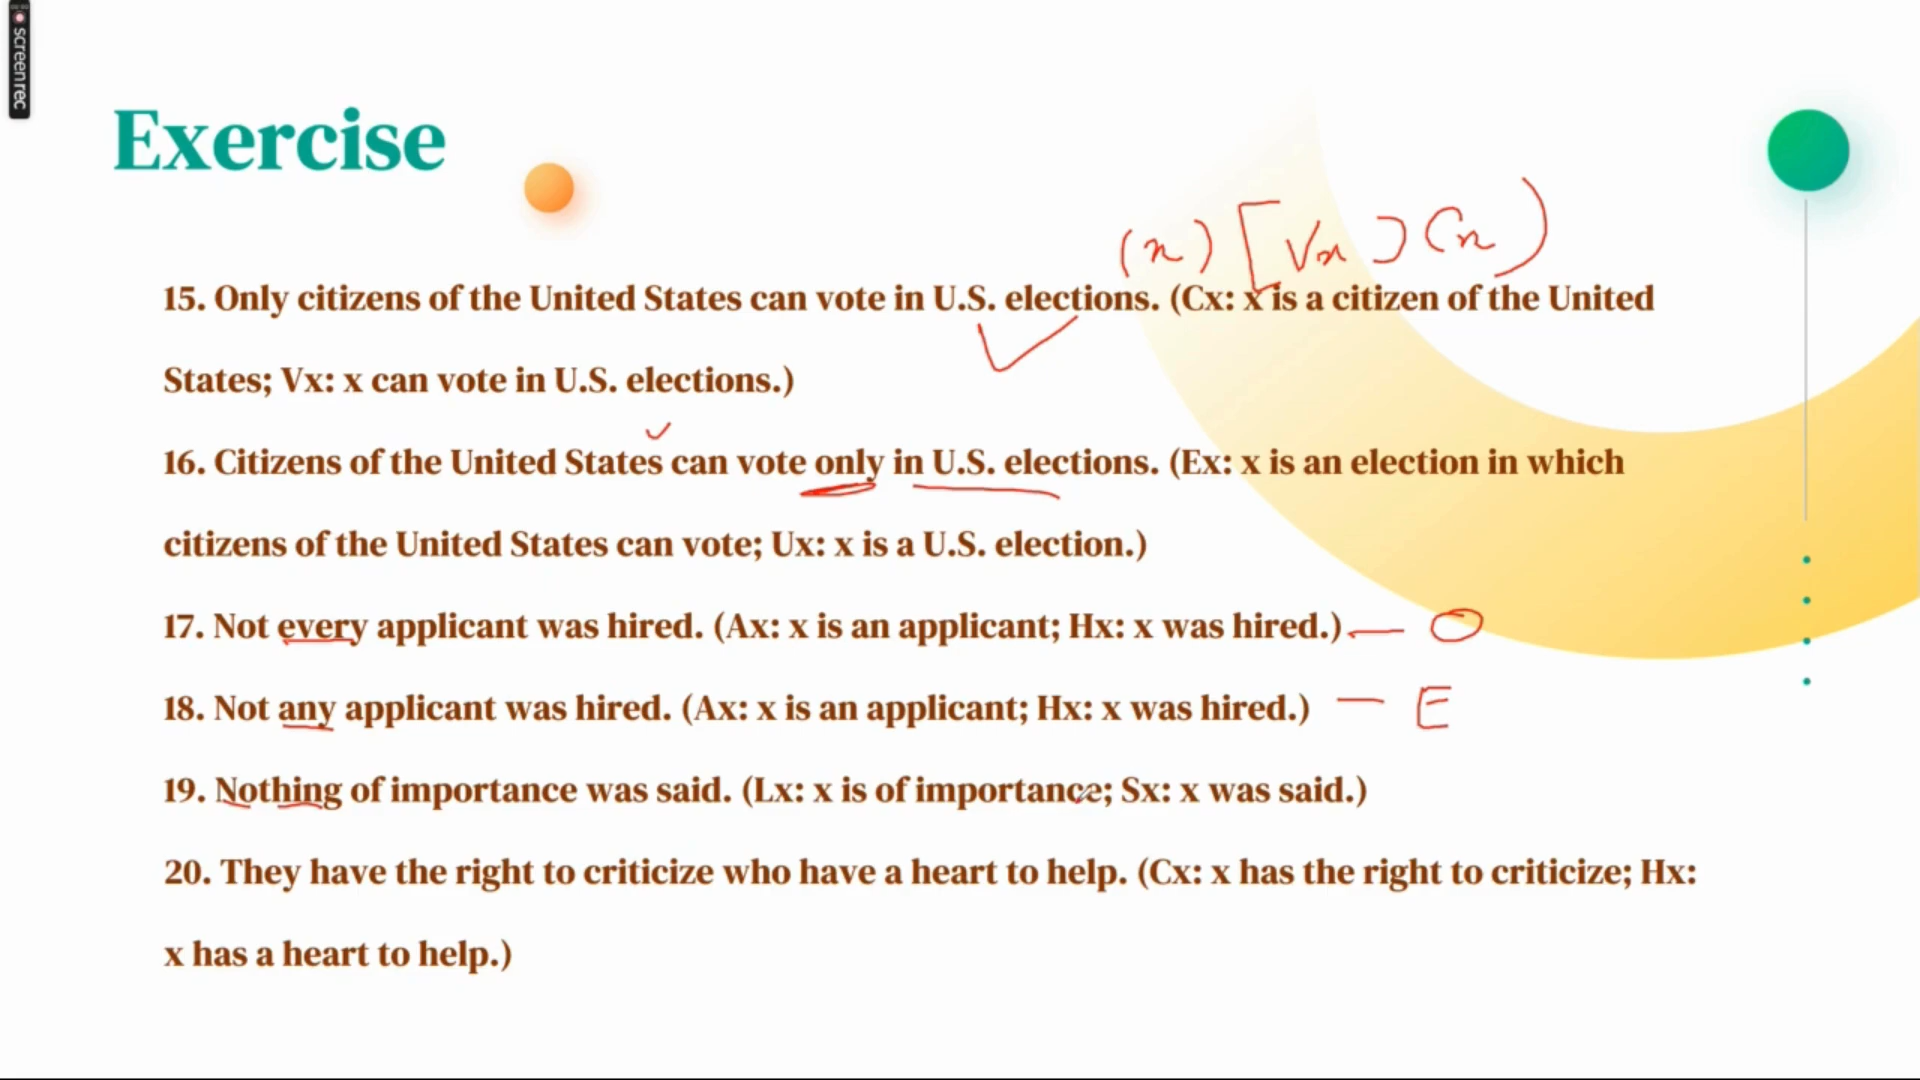 screenrec
Exercise
(x) [Vx ⊃ Cx)
15. Only citizens of the United States can vote in U.S. elections. (Cx: x is a citizen of the United
States; Vx: x can vote in U.S. elections.)
16. Citizens of the United States can vote only in U.S. elections. (Ex: x is an election in which
citizens of the United States can vote; Ux: x is a U.S. election.)
17. Not every applicant was hired. (Ax: x is an applicant; Hx: x was hired.) — O
18. Not any applicant was hired. (Ax: x is an applicant; Hx: x was hired.) — E
19. Nothing of importance was said. (Lx: x is of importance; Sx: x was said.)
20. They have the right to criticize who have a heart to help. (Cx: x has the right to criticize; Hx:
x has a heart to help.)